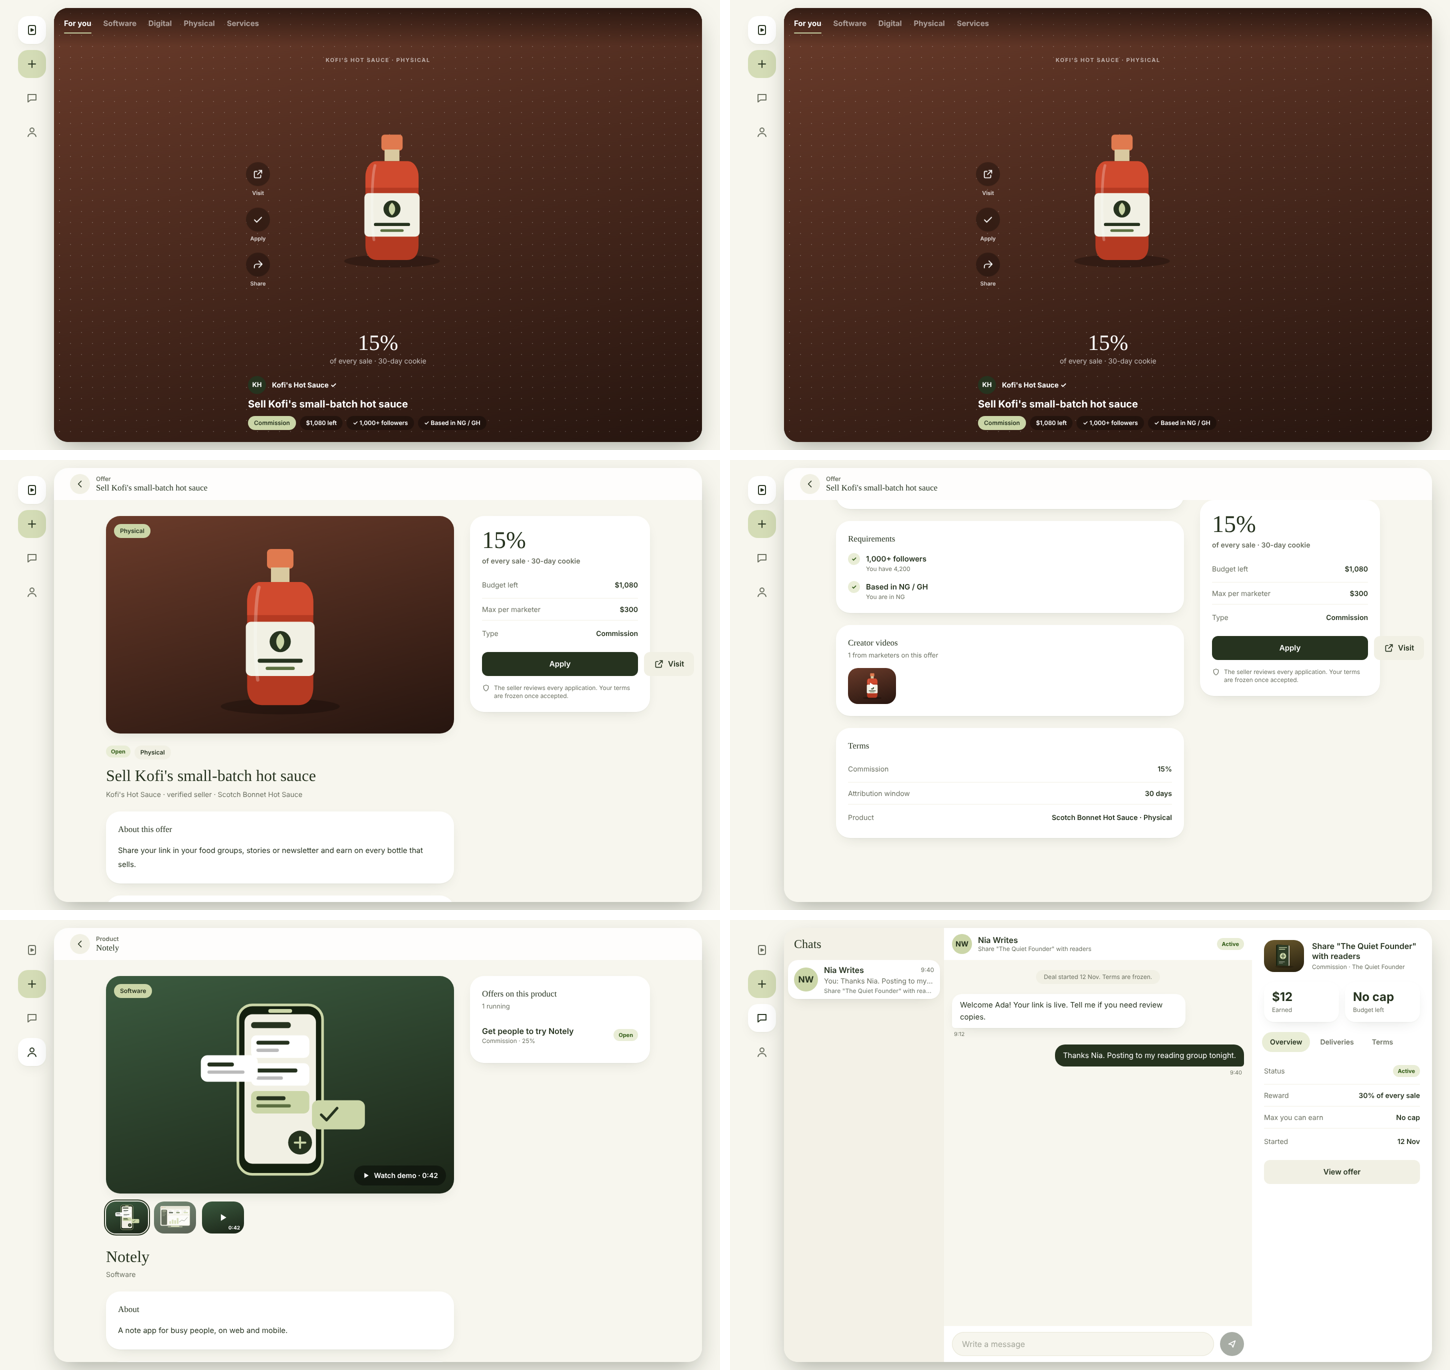 For you Software Digital Physical Services
KOFI'S HOT SAUCE · PHYSICAL
Visit
Apply
Share
15%
of every sale · 30-day cookie
KH Kofi's Hot Sauce ✓
Sell Kofi's small-batch hot sauce
Commission $1,080 left ✓ 1,000+ followers ✓ Based in NG / GH
For you Software Digital Physical Services
KOFI'S HOT SAUCE · PHYSICAL
Visit
Apply
Share
15%
of every sale · 30-day cookie
KH Kofi's Hot Sauce ✓
Sell Kofi's small-batch hot sauce
Commission $1,080 left ✓ 1,000+ followers ✓ Based in NG / GH
Offer
Sell Kofi's small-batch hot sauce
Physical
Open Physical
Sell Kofi's small-batch hot sauce
Kofi's Hot Sauce · verified seller · Scotch Bonnet Hot Sauce
About this offer
Share your link in your food groups, stories or newsletter and earn on every bottle that
sells.
15%
of every sale · 30-day cookie
Budget left $1,080
Max per marketer $300
Type Commission
Apply Visit
The seller reviews every application. Your terms
are frozen once accepted.
Offer
Sell Kofi's small-batch hot sauce
Requirements
1,000+ followers
You have 4,200
Based in NG / GH
You are in NG
Creator videos
1 from marketers on this offer
Terms
Commission 15%
Attribution window 30 days
Product Scotch Bonnet Hot Sauce · Physical
15%
of every sale · 30-day cookie
Budget left $1,080
Max per marketer $300
Type Commission
Apply Visit
The seller reviews every application. Your terms
are frozen once accepted.
Product
Notely
Software
Watch demo · 0:42
0:42
Notely
Software
About
A note app for busy people, on web and mobile.
Offers on this product
1 running
Get people to try Notely
Commission · 25%
Open
Chats
NW
Nia Writes 9:40
You: Thanks Nia. Posting to my...
Share "The Quiet Founder" with rea...
NW
Nia Writes
Share "The Quiet Founder" with readers
Active
Deal started 12 Nov. Terms are frozen.
Welcome Ada! Your link is live. Tell me if you need review
copies.
9:12
Thanks Nia. Posting to my reading group tonight.
9:40
Write a message
Share "The Quiet Founder"
with readers
Commission · The Quiet Founder
$12
Earned
No cap
Budget left
Overview Deliveries Terms
Status Active
Reward 30% of every sale
Max you can earn No cap
Started 12 Nov
View offer